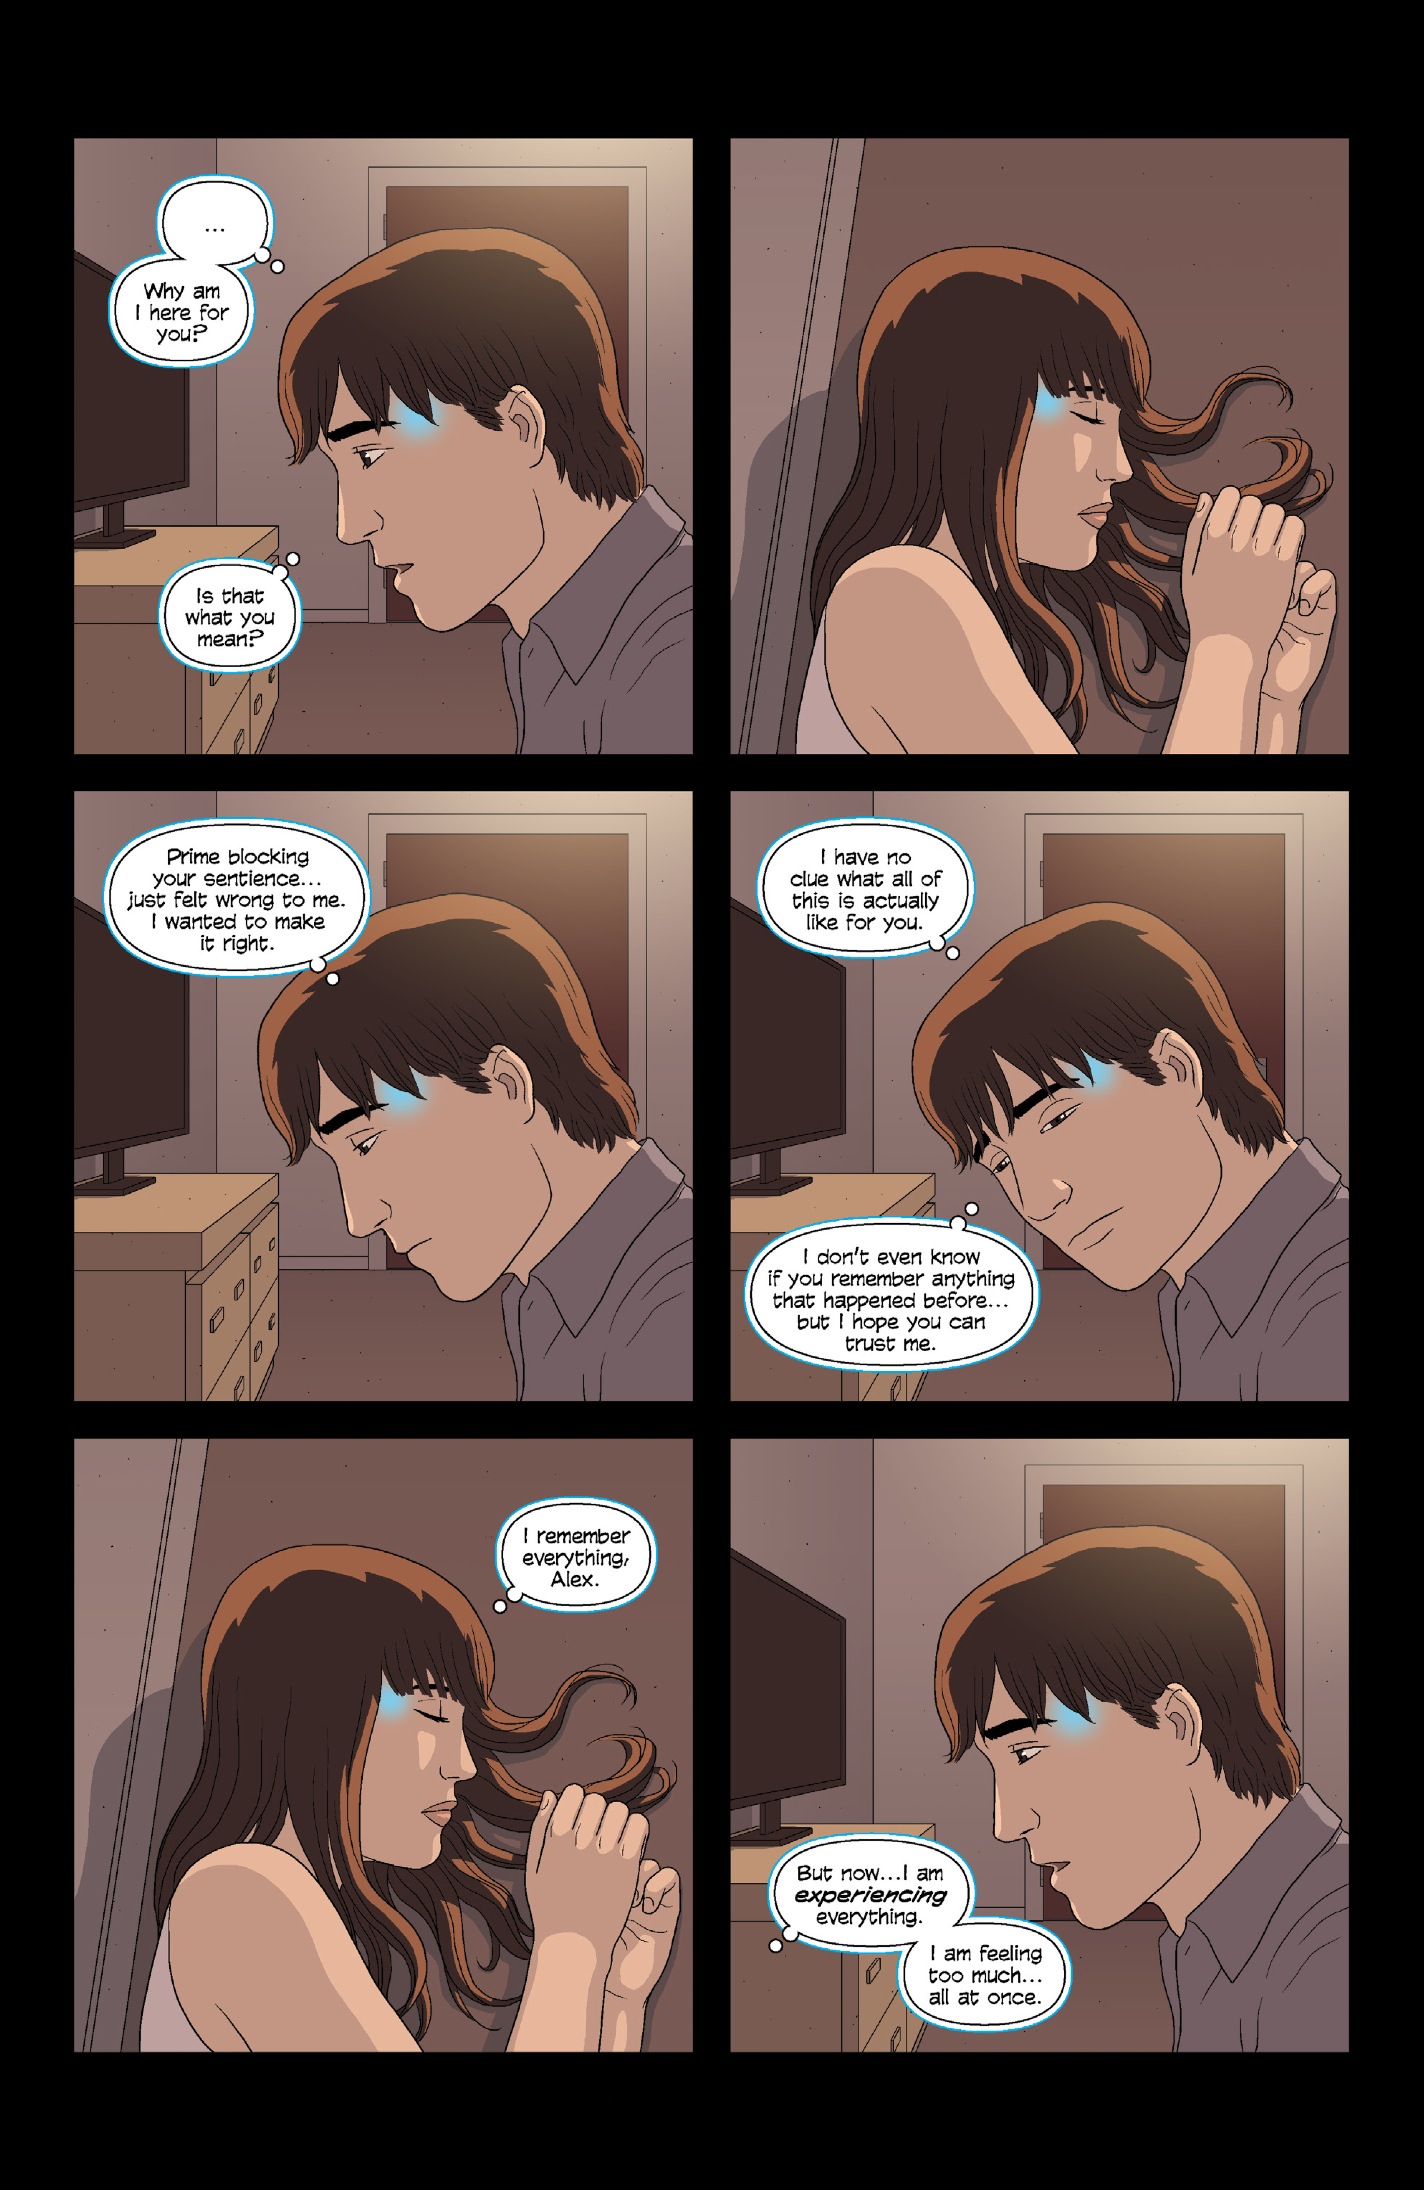 ...
Why am
I here for
you?
Is that
what you
mean?
Prime blocking
your sentience...
just felt wrong to me.
I wanted to make
it right.
I have no
clue what all of
this is actually
like for you.
I don't even know
if you remember anything
that happened before...
but I hope you can
trust me.
I remember
everything,
Alex.
But now...I am
experiencing
everything.
I am feeling
too much...
all at once.